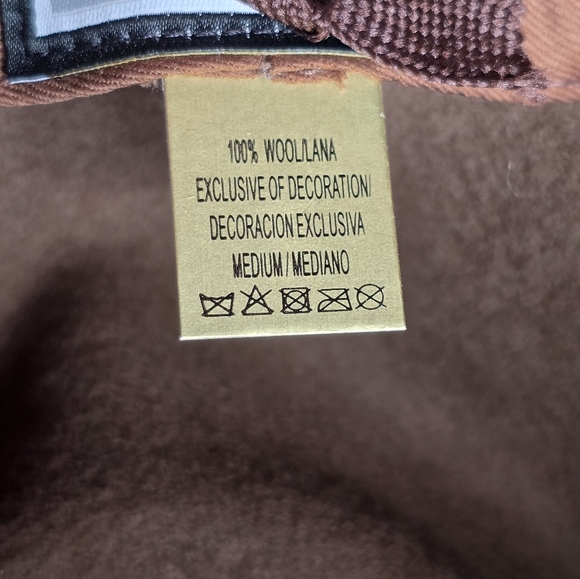 100% WOOL/LANA
EXCLUSIVE OF DECORATION/
DECORACION EXCLUSIVA
MEDIUM / MEDIANO